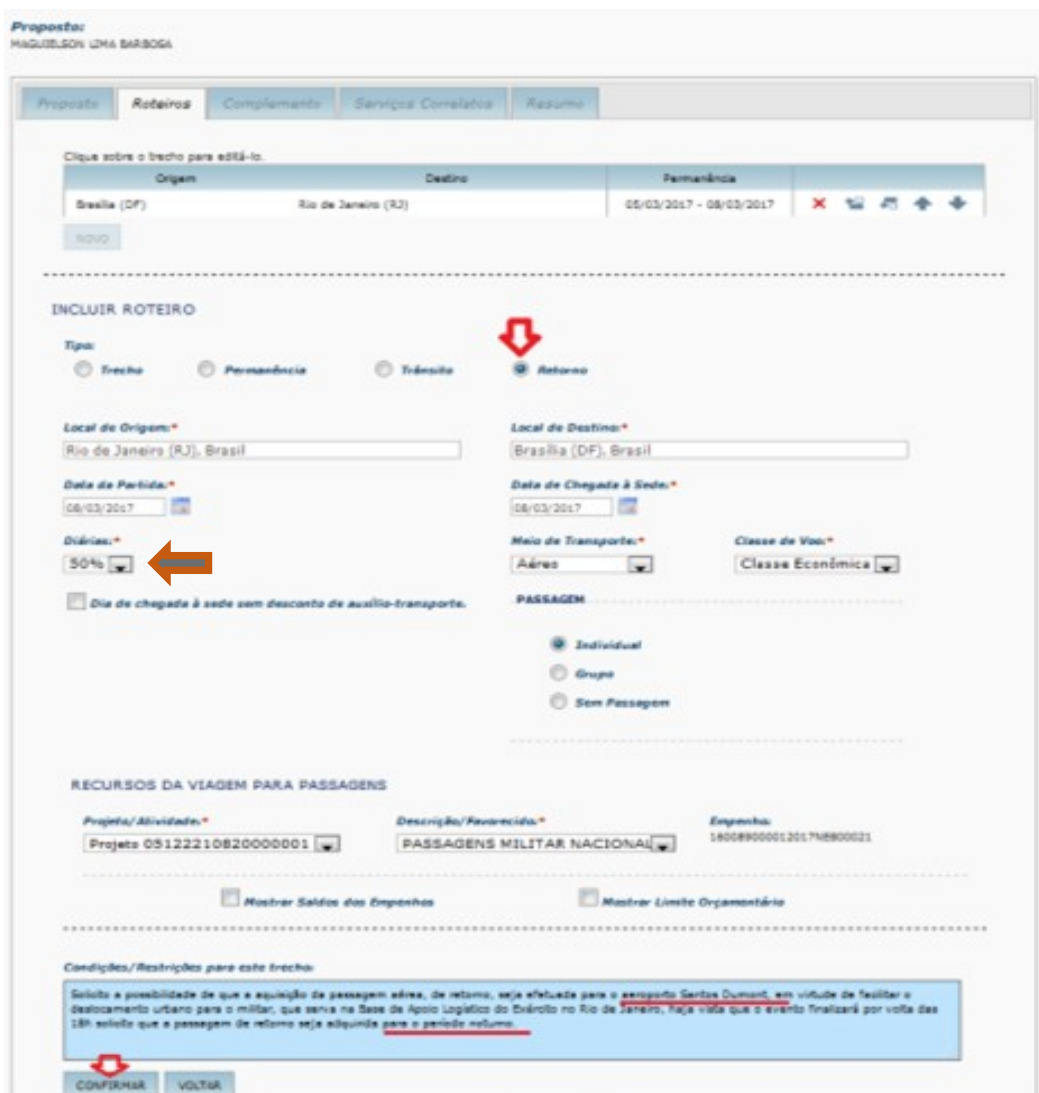 Proposto:
MAGUIELSON LIMA BARBOSA
Proposto Roteiros Complemento Serviços Correlatos Resumo
Clique sobre o trecho para editá-lo.
Origem Destino Permanência
Brasília (DF) Rio de Janeiro (RJ) 05/03/2017 - 08/03/2017
NOVO
INCLUIR ROTEIRO
Tipo:
Trecho Permanência Trânsito Retorno
Local de Origem:* Local de Destino:*
Rio de Janeiro (RJ), Brasil Brasília (DF), Brasil
Data da Partida:* Data de Chegada à Sede:*
08/03/2017 08/03/2017
Diárias:* Meio de Transporte:* Classe de Voo:*
50% Aéreo Classe Econômica
Dia de chegada à sede sem desconto de auxílio-transporte. PASSAGEM
Individual
Grupo
Sem Passagem
RECURSOS DA VIAGEM PARA PASSAGENS
Projeto/Atividade:* Descrição/Favorecido:* Empenho:
Projeto 05122210820000001 PASSAGENS MILITAR NACIONAL 160089000012017NE800021
Mostrar Saldos dos Empenhos Mostrar Limite Orçamentário
Condições/Restrições para este trecho:
Solicito a possibilidade de que a aquisição da passagem aérea, de retorno, seja efetuada para o aeroporto Santos Dumont, em virtude de facilitar o
deslocamento urbano para o militar, que serve na Base de Apoio Logístico do Exército no Rio de Janeiro, haja vista que o evento finalizará por volta das
18h solicito que a passagem de retorno seja adquirida para o período noturno.
CONFIRMAR VOLTAR